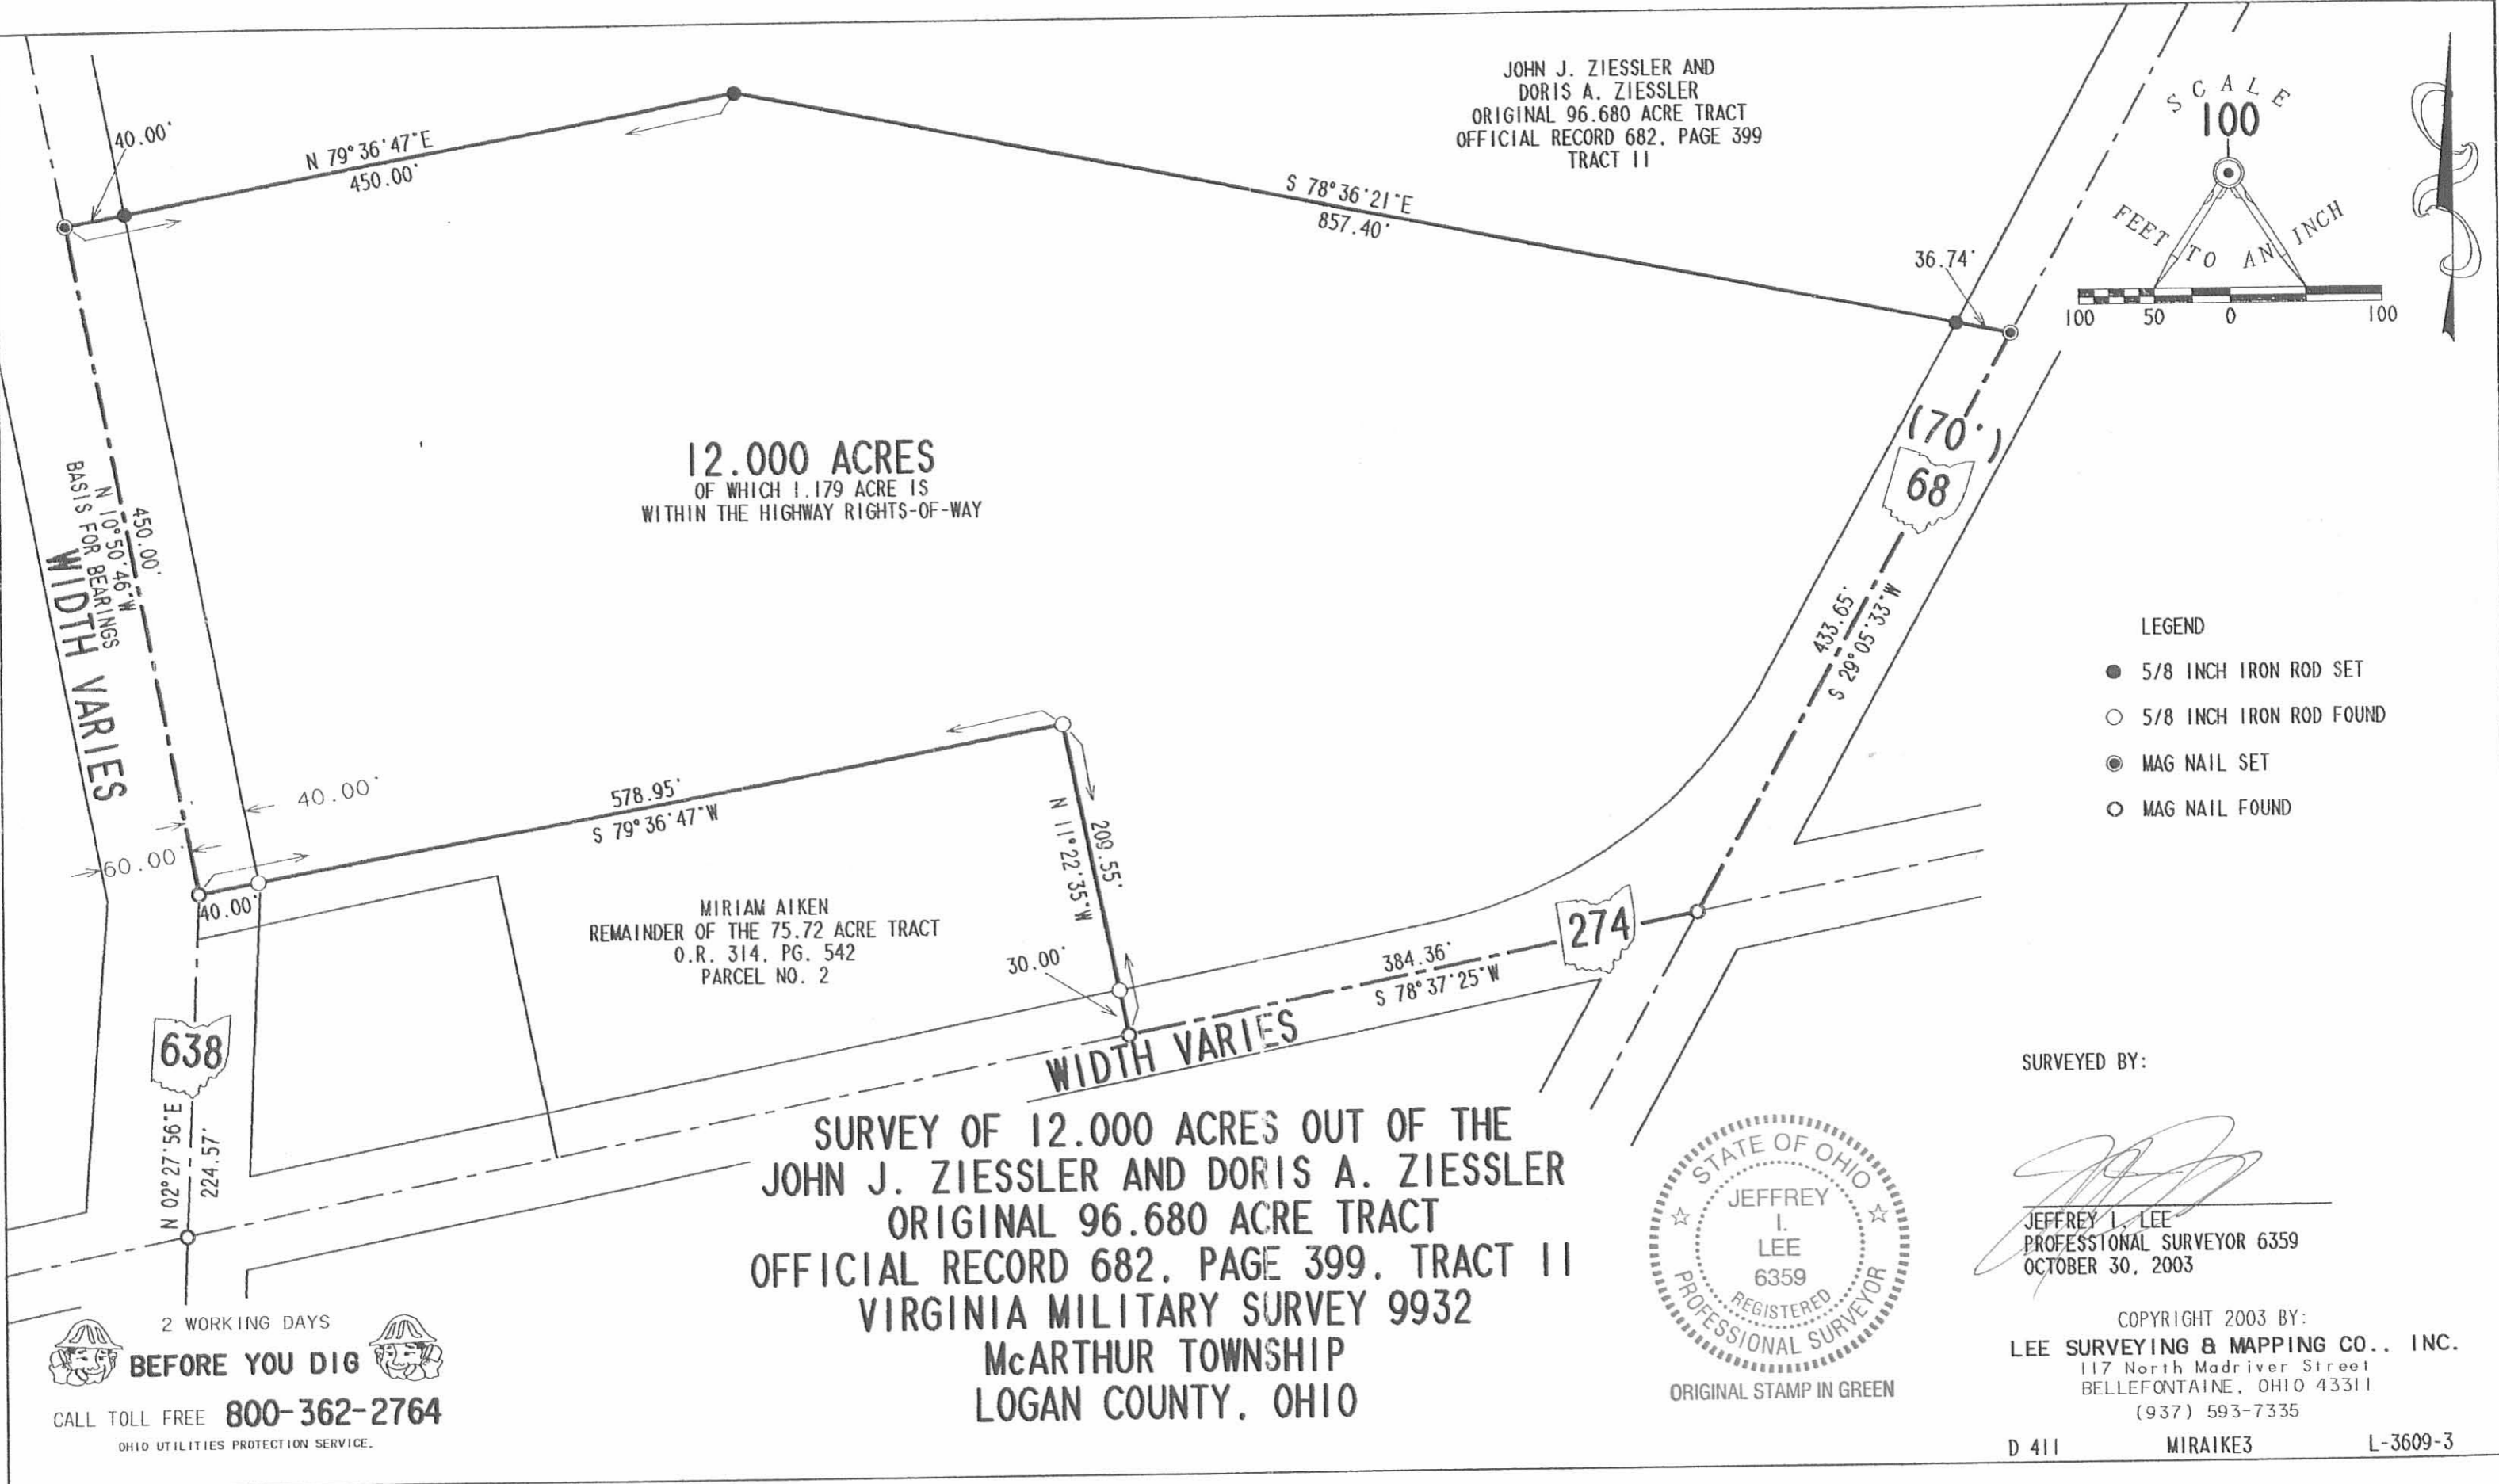 JOHN J. ZIESSLER AND
DORIS A. ZIESSLER
ORIGINAL 96.680 ACRE TRACT
OFFICIAL RECORD 682, PAGE 399
TRACT II
SCALE
100
FEET TO AN INCH
100 50 0 100
40.00'
N 79°36'47"E
450.00'
S 78°36'21"E
857.40'
36.74'
(70')
68
12.000 ACRES
OF WHICH 1.179 ACRE IS
WITHIN THE HIGHWAY RIGHTS-OF-WAY
450.00'
N 10°50'46"W
BASIS FOR BEARINGS
WIDTH VARIES
433.65'
S 29°05'33"W
LEGEND
5/8 INCH IRON ROD SET
5/8 INCH IRON ROD FOUND
MAG NAIL SET
MAG NAIL FOUND
40.00'
60.00'
40.00'
578.95'
S 79°36'47"W
N 11°22'35"W
209.55'
30.00'
MIRIAM AIKEN
REMAINDER OF THE 75.72 ACRE TRACT
O.R. 314, PG. 542
PARCEL NO. 2
274
384.36'
S 78°37'25"W
WIDTH VARIES
638
N 02°27'56"E
224.57'
SURVEY OF 12.000 ACRES OUT OF THE
JOHN J. ZIESSLER AND DORIS A. ZIESSLER
ORIGINAL 96.680 ACRE TRACT
OFFICIAL RECORD 682, PAGE 399, TRACT II
VIRGINIA MILITARY SURVEY 9932
McARTHUR TOWNSHIP
LOGAN COUNTY, OHIO
2 WORKING DAYS
BEFORE YOU DIG
CALL TOLL FREE 800-362-2764
OHIO UTILITIES PROTECTION SERVICE.
STATE OF OHIO
JEFFREY
I.
LEE
6359
REGISTERED
PROFESSIONAL SURVEYOR
ORIGINAL STAMP IN GREEN
SURVEYED BY:
JEFFREY I. LEE
PROFESSIONAL SURVEYOR 6359
OCTOBER 30, 2003
COPYRIGHT 2003 BY:
LEE SURVEYING & MAPPING CO., INC.
117 North Madriver Street
BELLEFONTAINE, OHIO 43311
(937) 593-7335
D 411 MIRAIKE3 L-3609-3